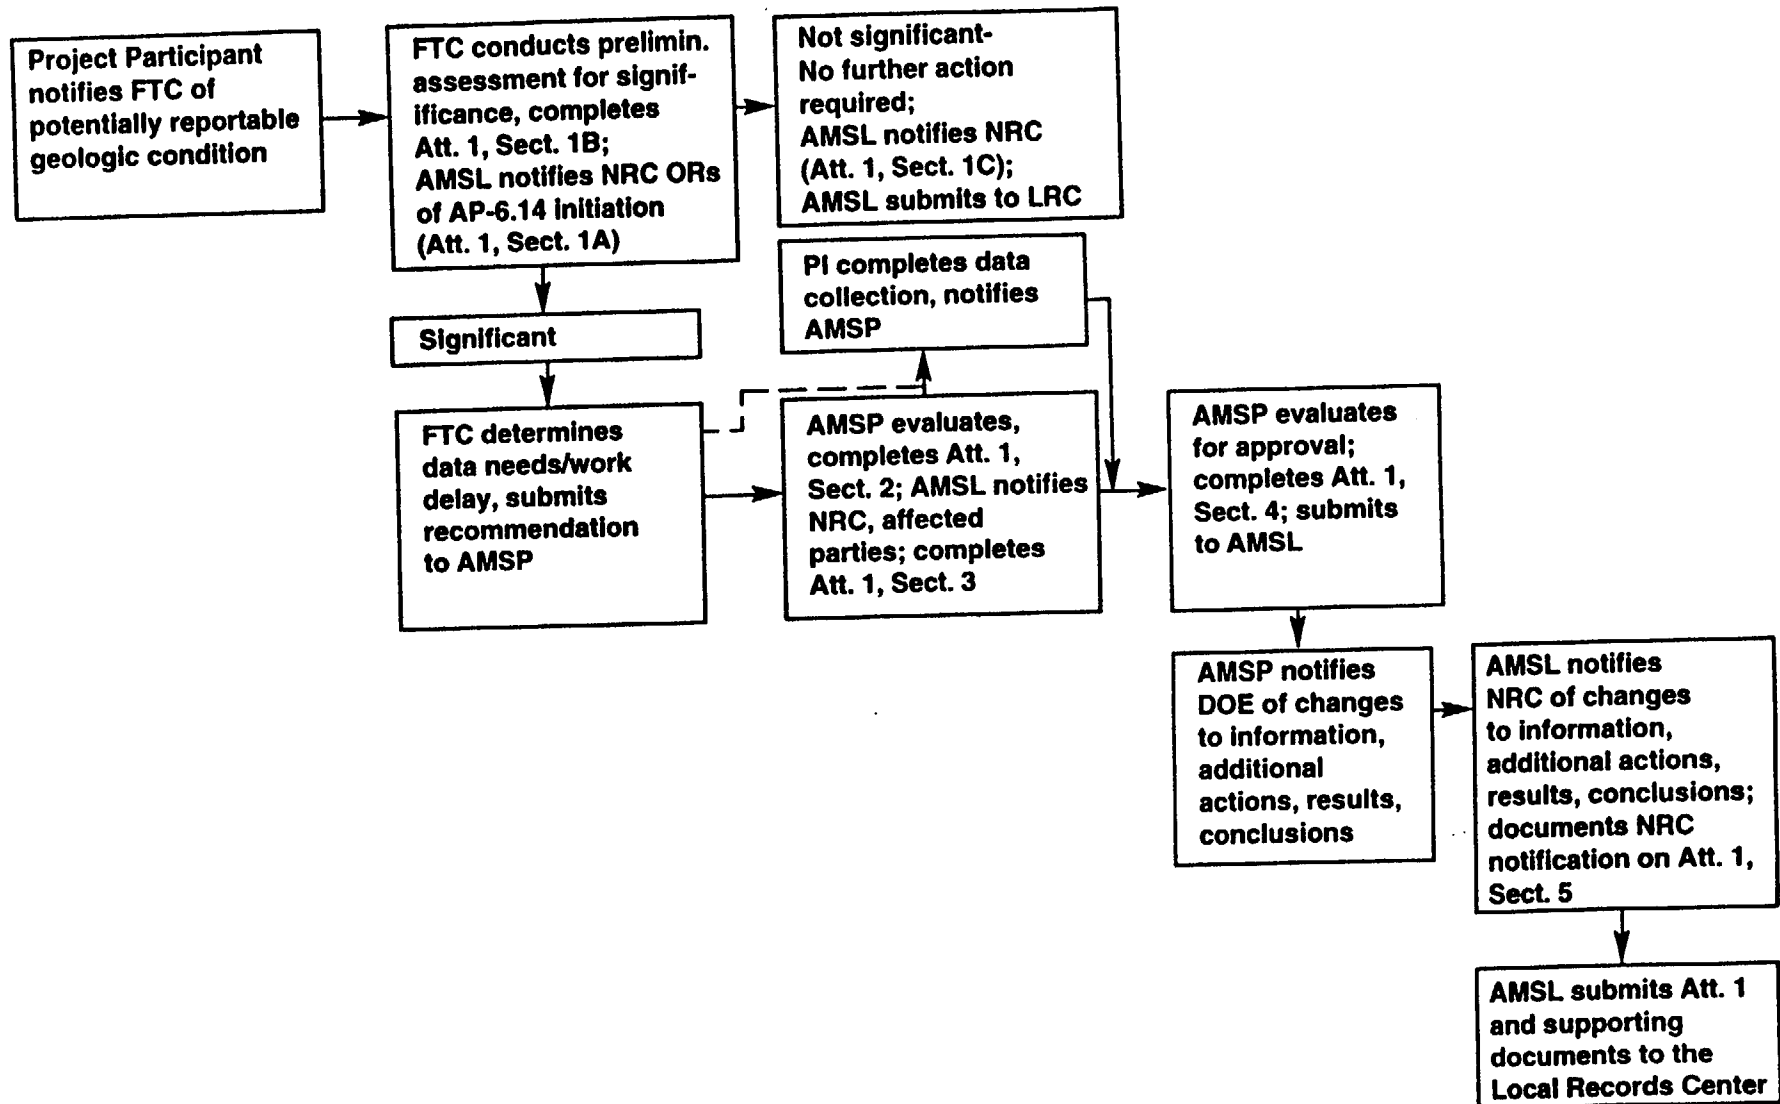 Project Participant
notifies FTC of
potentially reportable
geologic condition
FTC conducts prelimin.
assessment for signif-
ificance, completes
Att. 1, Sect. 1B;
AMSL notifies NRC ORs
of AP-6.14 initiation
(Att. 1, Sect. 1A)
Not significant-
No further action
required;
AMSL notifies NRC
(Att. 1, Sect. 1C);
AMSL submits to LRC
Significant
PI completes data
collection, notifies
AMSP
FTC determines
data needs/work
delay, submits
recommendation
to AMSP
AMSP evaluates,
completes Att. 1,
Sect. 2; AMSL notifies
NRC, affected
parties; completes
Att. 1, Sect. 3
AMSP evaluates
for approval;
completes Att. 1,
Sect. 4; submits
to AMSL
AMSP notifies
DOE of changes
to information,
additional
actions, results,
conclusions
AMSL notifies
NRC of changes
to information,
additional actions,
results, conclusions;
documents NRC
notification on Att. 1,
Sect. 5
AMSL submits Att. 1
and supporting
documents to the
Local Records Center